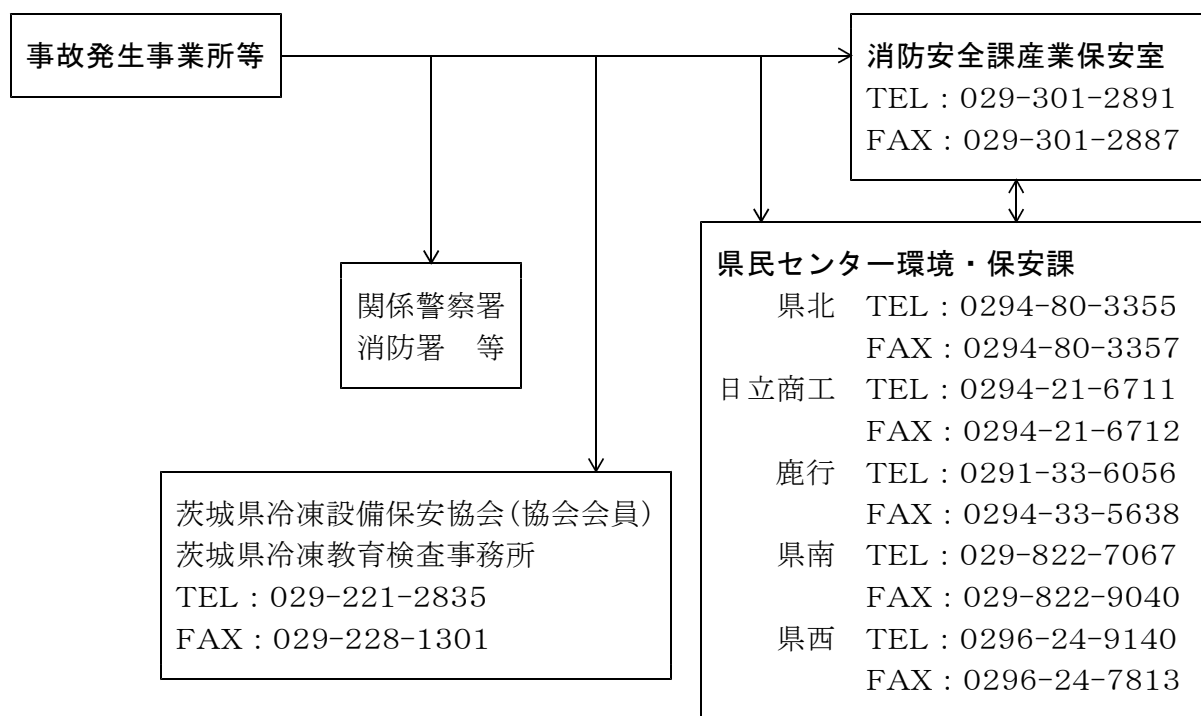 事故発生事業所等
消防安全課産業保安室
TEL：029-301-2891
FAX：029-301-2887
関係警察署
消防署　等
県民センター環境・保安課
県北　TEL：0294-80-3355
FAX：0294-80-3357
日立商工　TEL：0294-21-6711
FAX：0294-21-6712
鹿行　TEL：0291-33-6056
FAX：0294-33-5638
県南　TEL：029-822-7067
FAX：029-822-9040
県西　TEL：0296-24-9140
FAX：0296-24-7813
茨城県冷凍設備保安協会(協会会員)
茨城県冷凍教育検査事務所
TEL：029-221-2835
FAX：029-228-1301